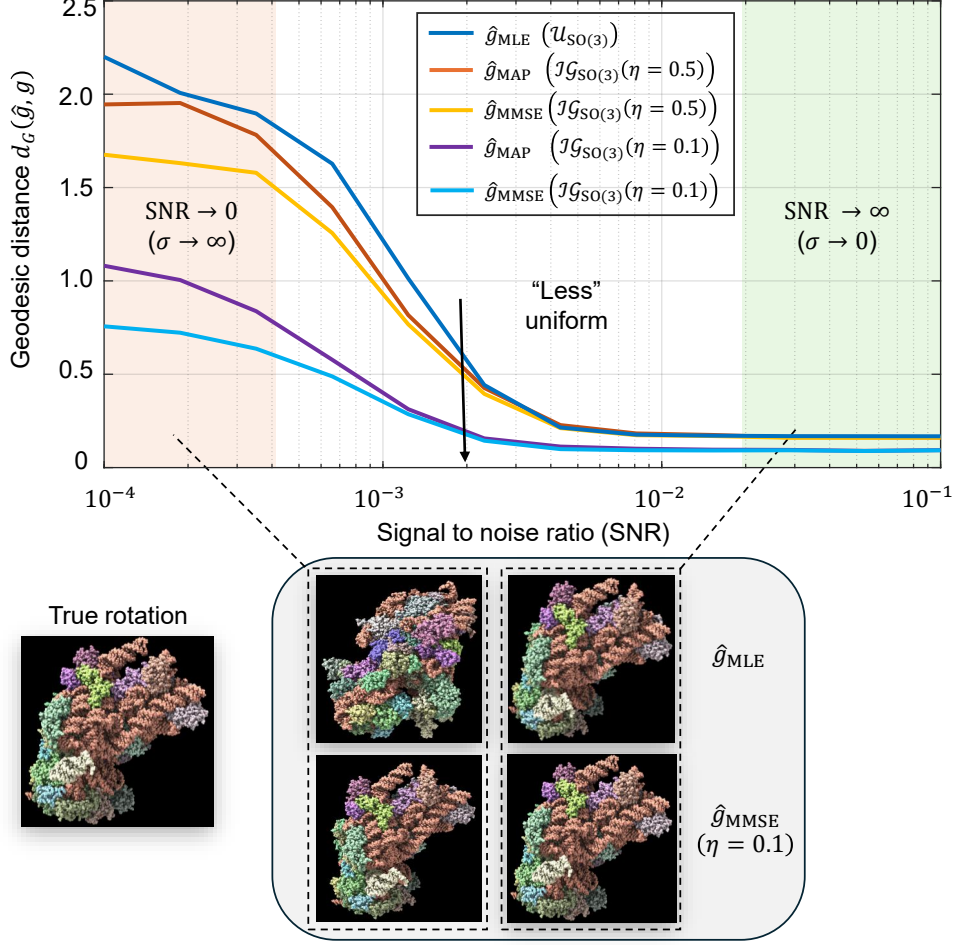 2.5
2.0
1.5
1.0
0.5
0
Geodesic distance d_G(ĝ, g)
ĝ_MLE (𝒰_SO(3))
ĝ_MAP (ℐ𝒢_SO(3)(η = 0.5))
ĝ_MMSE (ℐ𝒢_SO(3)(η = 0.5))
ĝ_MAP (ℐ𝒢_SO(3)(η = 0.1))
ĝ_MMSE (ℐ𝒢_SO(3)(η = 0.1))
SNR → 0
(σ → ∞)
SNR → ∞
(σ → 0)
“Less”
uniform
10⁻⁴
10⁻³
10⁻²
10⁻¹
Signal to noise ratio (SNR)
True rotation
ĝ_MLE
ĝ_MMSE
(η = 0.1)